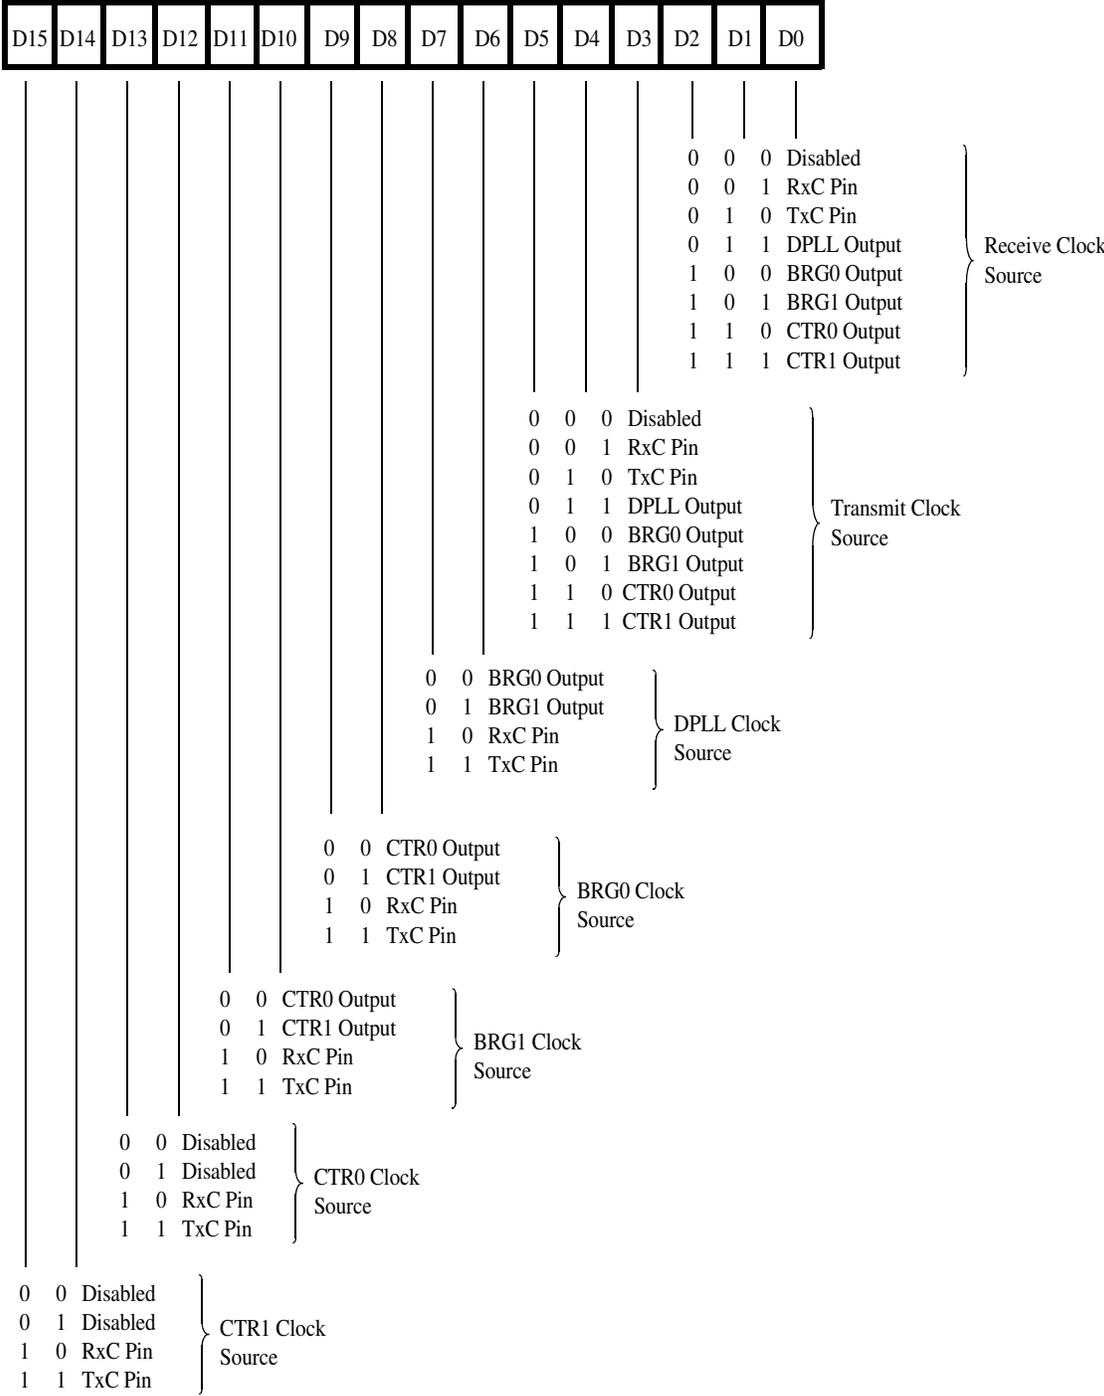 D15 D14 D13 D12 D11 D10 D9 D8 D7 D6 D5 D4 D3 D2 D1 D0
0 0 0 Disabled
0 0 1 RxC Pin
0 1 0 TxC Pin
0 1 1 DPLL Output
1 0 0 BRG0 Output
1 0 1 BRG1 Output
1 1 0 CTR0 Output
1 1 1 CTR1 Output
Receive Clock
Source
0 0 0 Disabled
0 0 1 RxC Pin
0 1 0 TxC Pin
0 1 1 DPLL Output
1 0 0 BRG0 Output
1 0 1 BRG1 Output
1 1 0 CTR0 Output
1 1 1 CTR1 Output
Transmit Clock
Source
0 0 BRG0 Output
0 1 BRG1 Output
1 0 RxC Pin
1 1 TxC Pin
DPLL Clock
Source
0 0 CTR0 Output
0 1 CTR1 Output
1 0 RxC Pin
1 1 TxC Pin
BRG0 Clock
Source
0 0 CTR0 Output
0 1 CTR1 Output
1 0 RxC Pin
1 1 TxC Pin
BRG1 Clock
Source
0 0 Disabled
0 1 Disabled
1 0 RxC Pin
1 1 TxC Pin
CTR0 Clock
Source
0 0 Disabled
0 1 Disabled
1 0 RxC Pin
1 1 TxC Pin
CTR1 Clock
Source